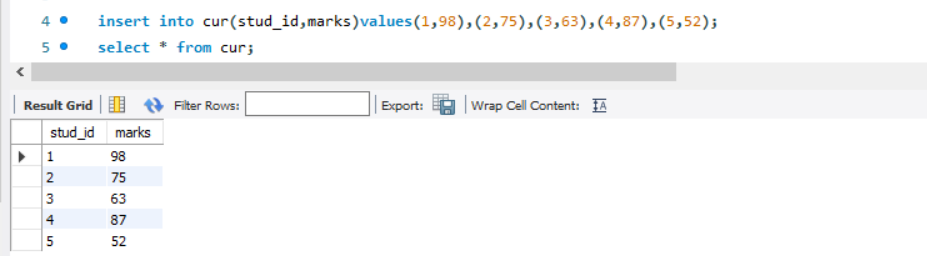 4 insert into cur(stud_id,marks)values(1,98),(2,75),(3,63),(4,87),(5,52);
5 select * from cur;
Result Grid Filter Rows: Export: Wrap Cell Content: IA
stud_id marks
1 98
2 75
3 63
4 87
5 52